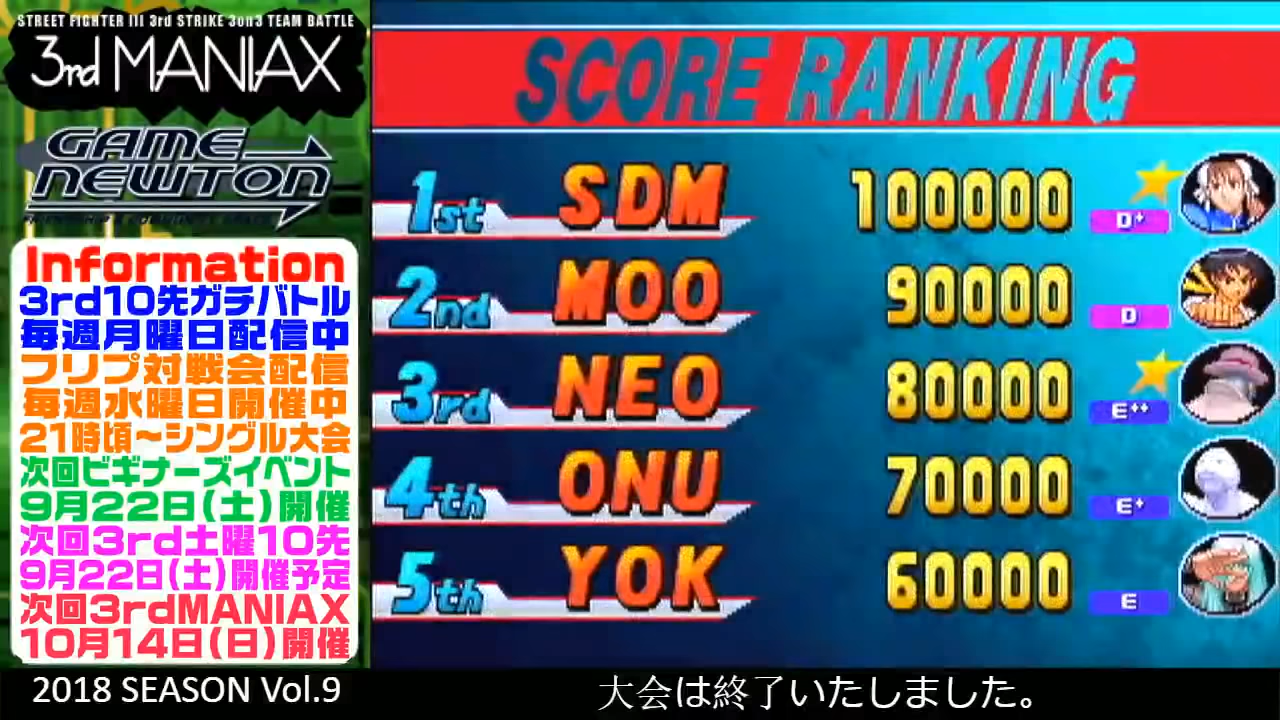 STREET FIGHTER III 3rd STRIKE 3on3 TEAM BATTLE
3rd MANIAX
GAME
NEWTON
Information
3rd10先ガチバトル
毎週月曜日配信中
フリプ対戦会配信
毎週水曜日開催中
21時頃～シングル大会
次回ビギナーズイベント
9月22日(土)開催
次回3rd土曜10先
9月22日(土)開催予定
次回3rdMANIAX
10月14日(日)開催
2018 SEASON Vol.9
SCORE RANKING
1st SDM 100000 D+
2nd MOO 90000 D
3rd NEO 80000 E++
4th ONU 70000 E+
5th YOK 60000 E
大会は終了いたしました。